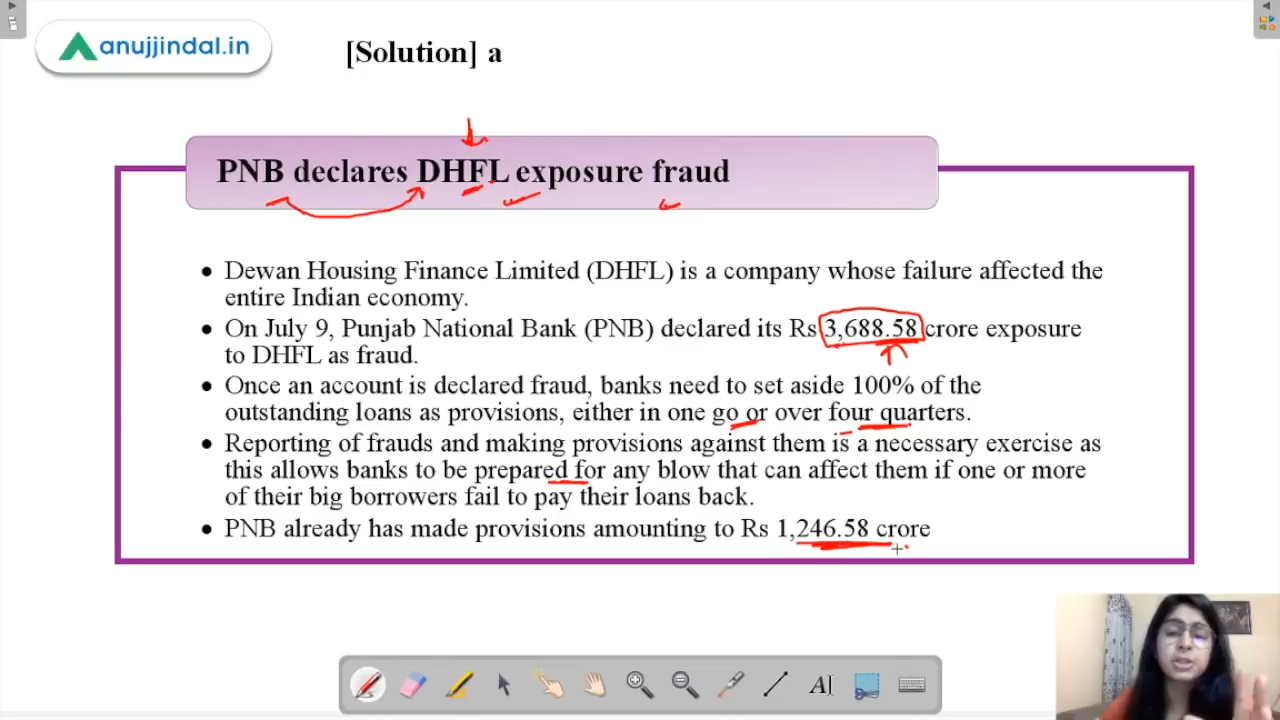 anujjindal.in
[Solution] a
PNB declares DHFL exposure fraud
• Dewan Housing Finance Limited (DHFL) is a company whose failure affected the
entire Indian economy.
• On July 9, Punjab National Bank (PNB) declared its Rs 3,688.58 crore exposure
to DHFL as fraud.
• Once an account is declared fraud, banks need to set aside 100% of the
outstanding loans as provisions, either in one go or over four quarters.
• Reporting of frauds and making provisions against them is a necessary exercise as
this allows banks to be prepared for any blow that can affect them if one or more
of their big borrowers fail to pay their loans back.
• PNB already has made provisions amounting to Rs 1,246.58 crore
A